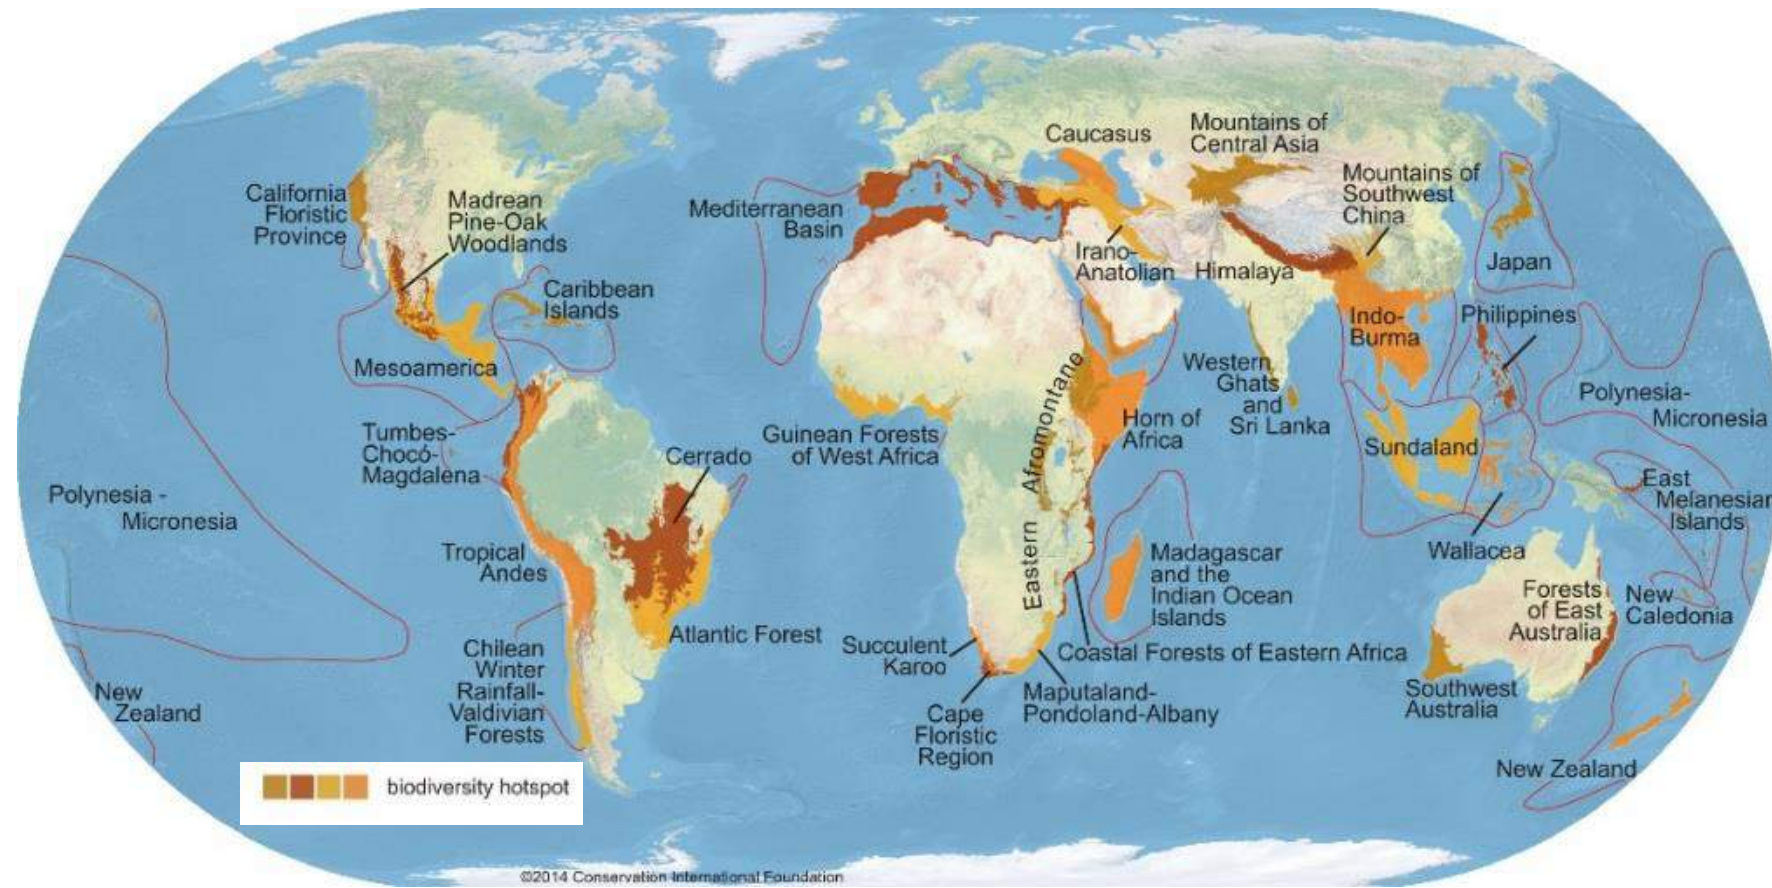 Caucasus
Mountains of
Central Asia
Mountains of
Southwest
China
California
Floristic
Province
Madrean
Pine-Oak
Woodlands
Mediterranean
Basin
Irano-
Anatolian
Himalaya
Japan
Caribbean
Islands
Indo-
Burma
Philippines
Mesoamerica
Western
Ghats
and
Sri Lanka
Polynesia-
Micronesia
Tumbes-
Chocó-
Magdalena
Cerrado
Guinean Forests
of West Africa
Eastern Afromontane
Horn of
Africa
Sundaland
Polynesia -
Micronesia
East
Melanesian
Islands
Wallacea
Tropical
Andes
Madagascar
and the
Indian Ocean
Islands
Forests
of East
Australia
New
Caledonia
Atlantic Forest
Chilean
Winter
Rainfall-
Valdivian
Forests
Succulent
Karoo
Coastal Forests of Eastern Africa
Maputaland-
Pondoland-Albany
Cape
Floristic
Region
Southwest
Australia
New
Zealand
New Zealand
biodiversity hotspot
©2014 Conservation International Foundation